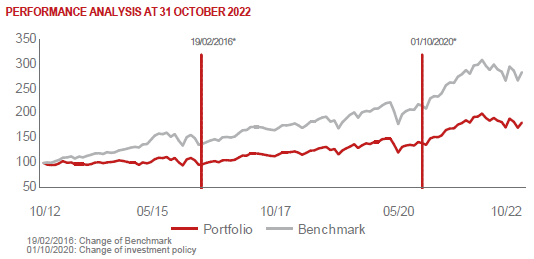 PERFORMANCE ANALYSIS AT 31 OCTOBER 2022
350
300
250
200
150
100
50
19/02/2016*
01/10/2020*
10/12
05/15
10/17
05/20
10/22
Portfolio
Benchmark
19/02/2016: Change of Benchmark
01/10/2020: Change of investment policy